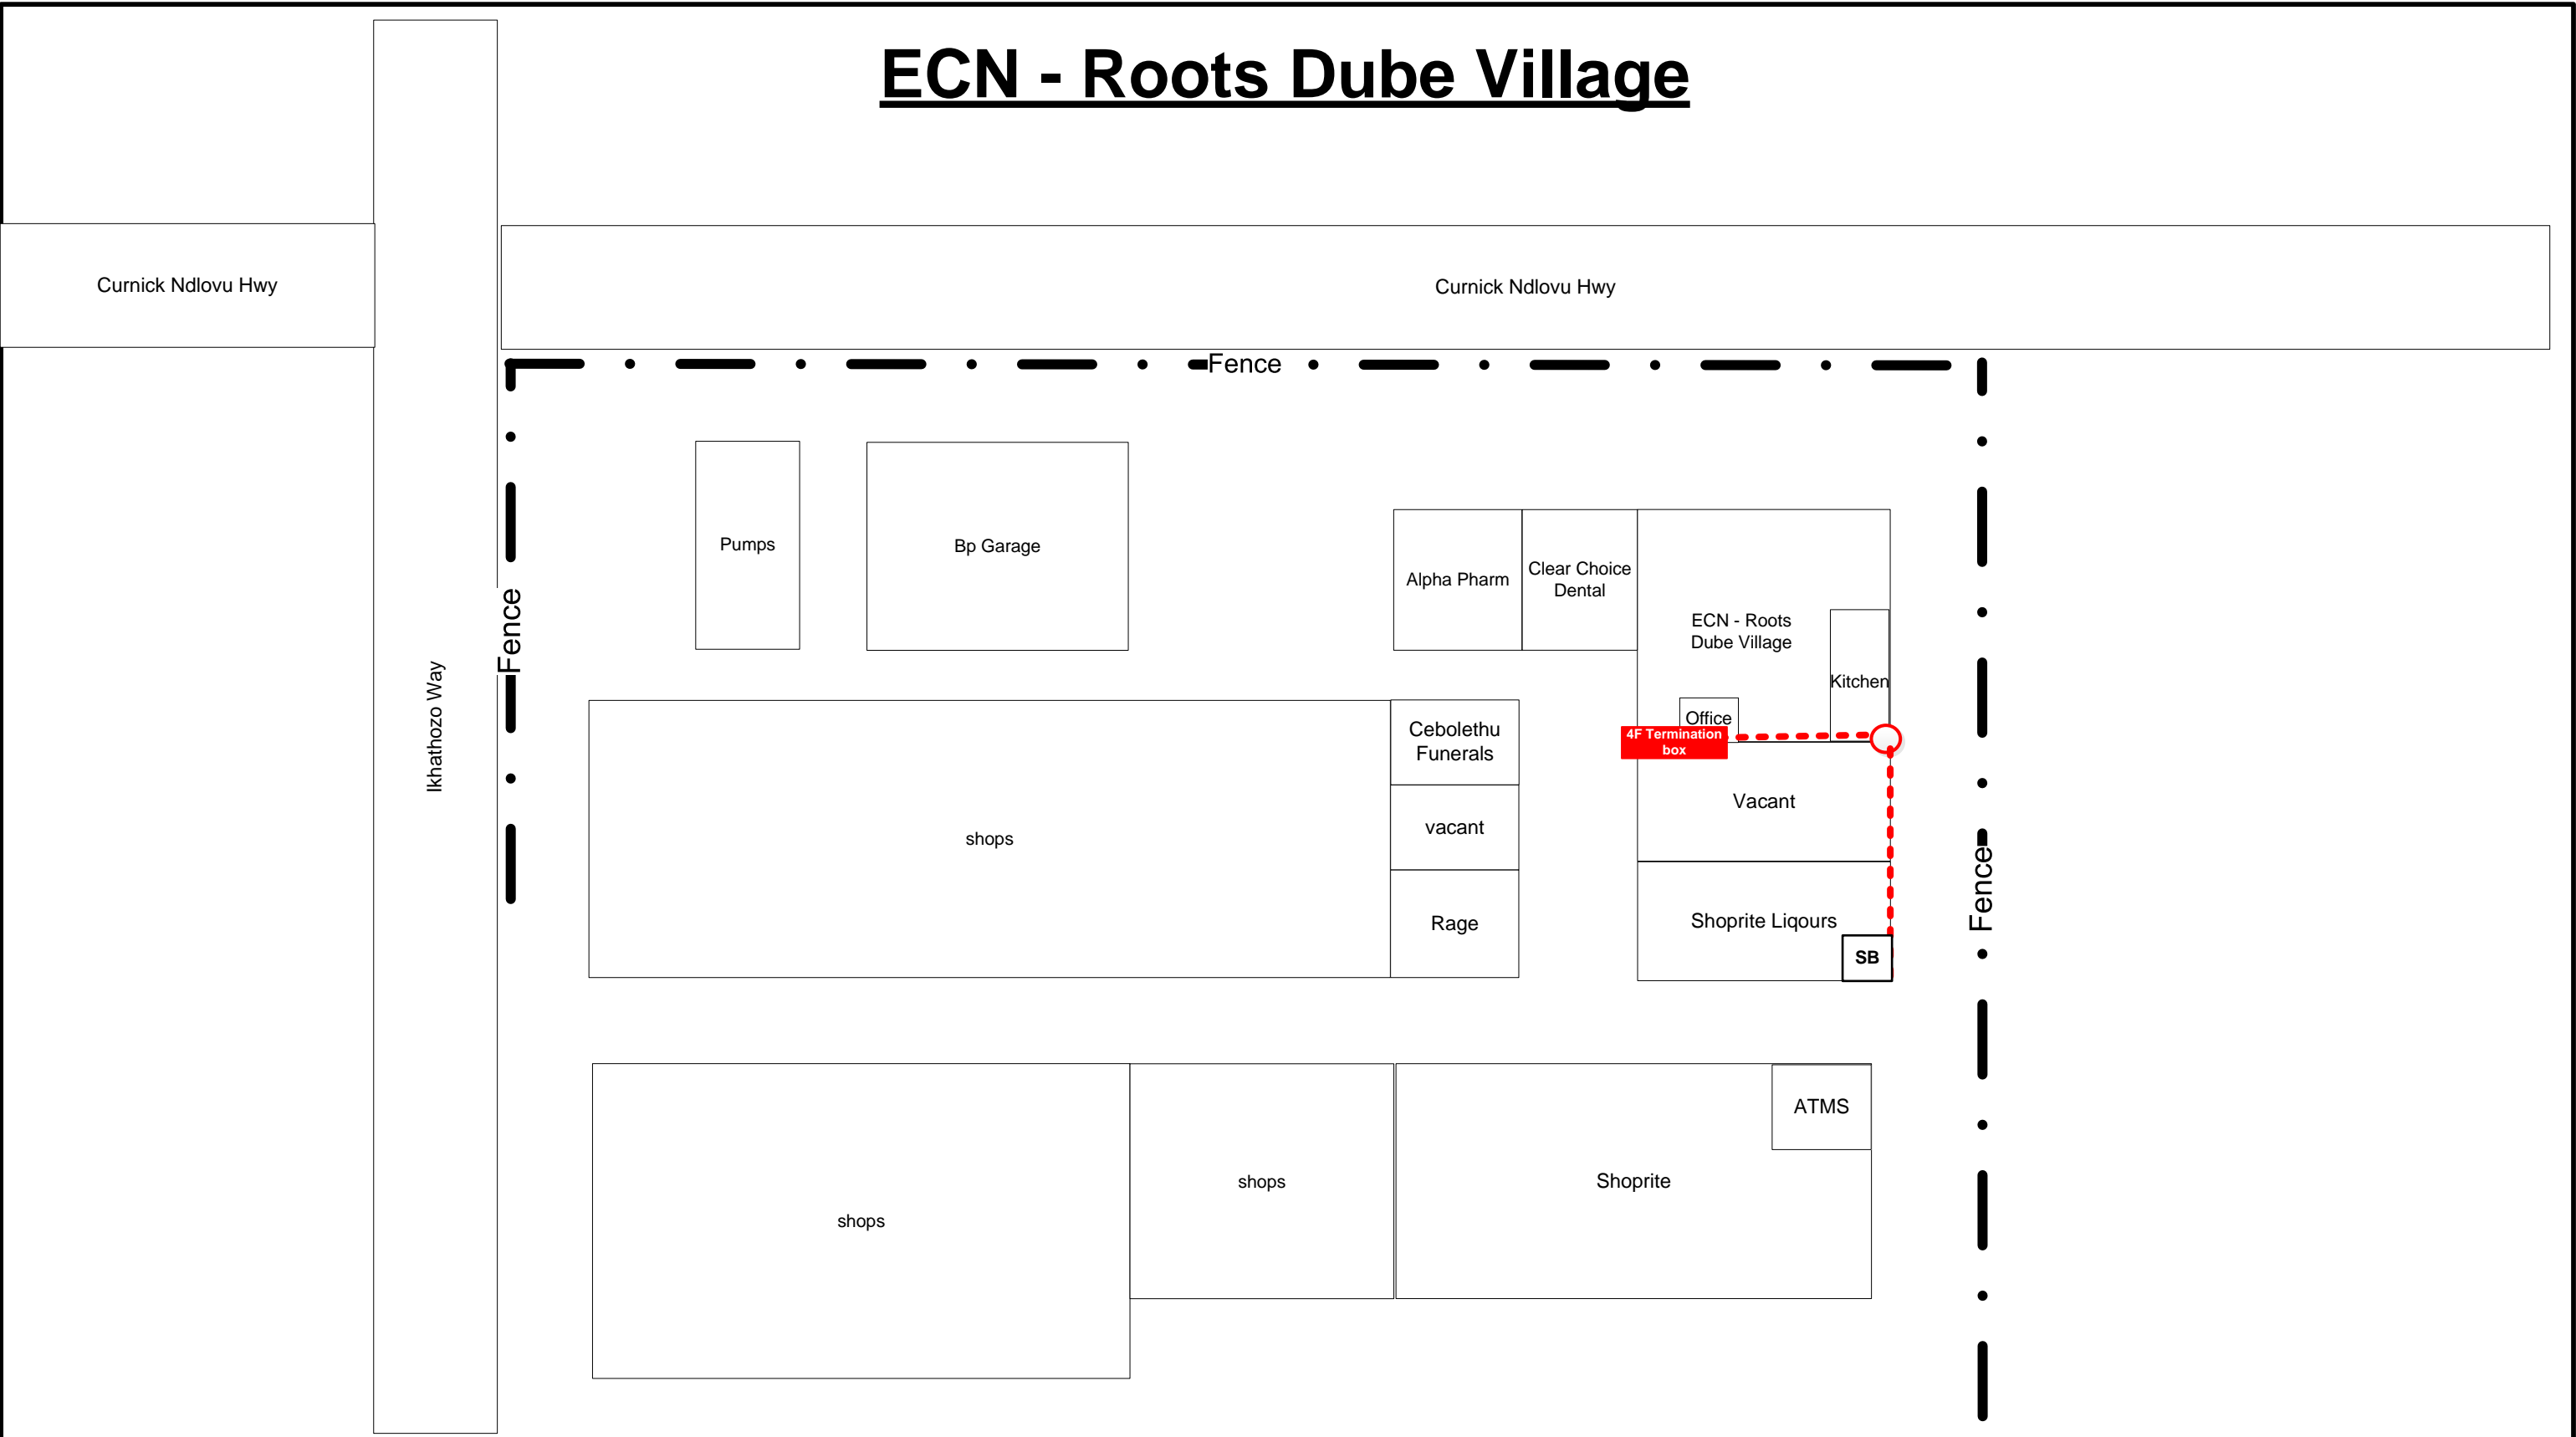 ECN - Roots Dube Village
Curnick Ndlovu Hwy
Curnick Ndlovu Hwy
Fence
Pumps
Bp Garage
Alpha Pharm
Clear Choice
Dental
ECN - Roots
Dube Village
Kitchen
Office
Fence
Ikhathozo Way
4F Termination
box
Cebolethu
Funerals
vacant
Rage
shops
Vacant
Shoprite Liqours
SB
Fence
ATMS
Shoprite
shops
shops